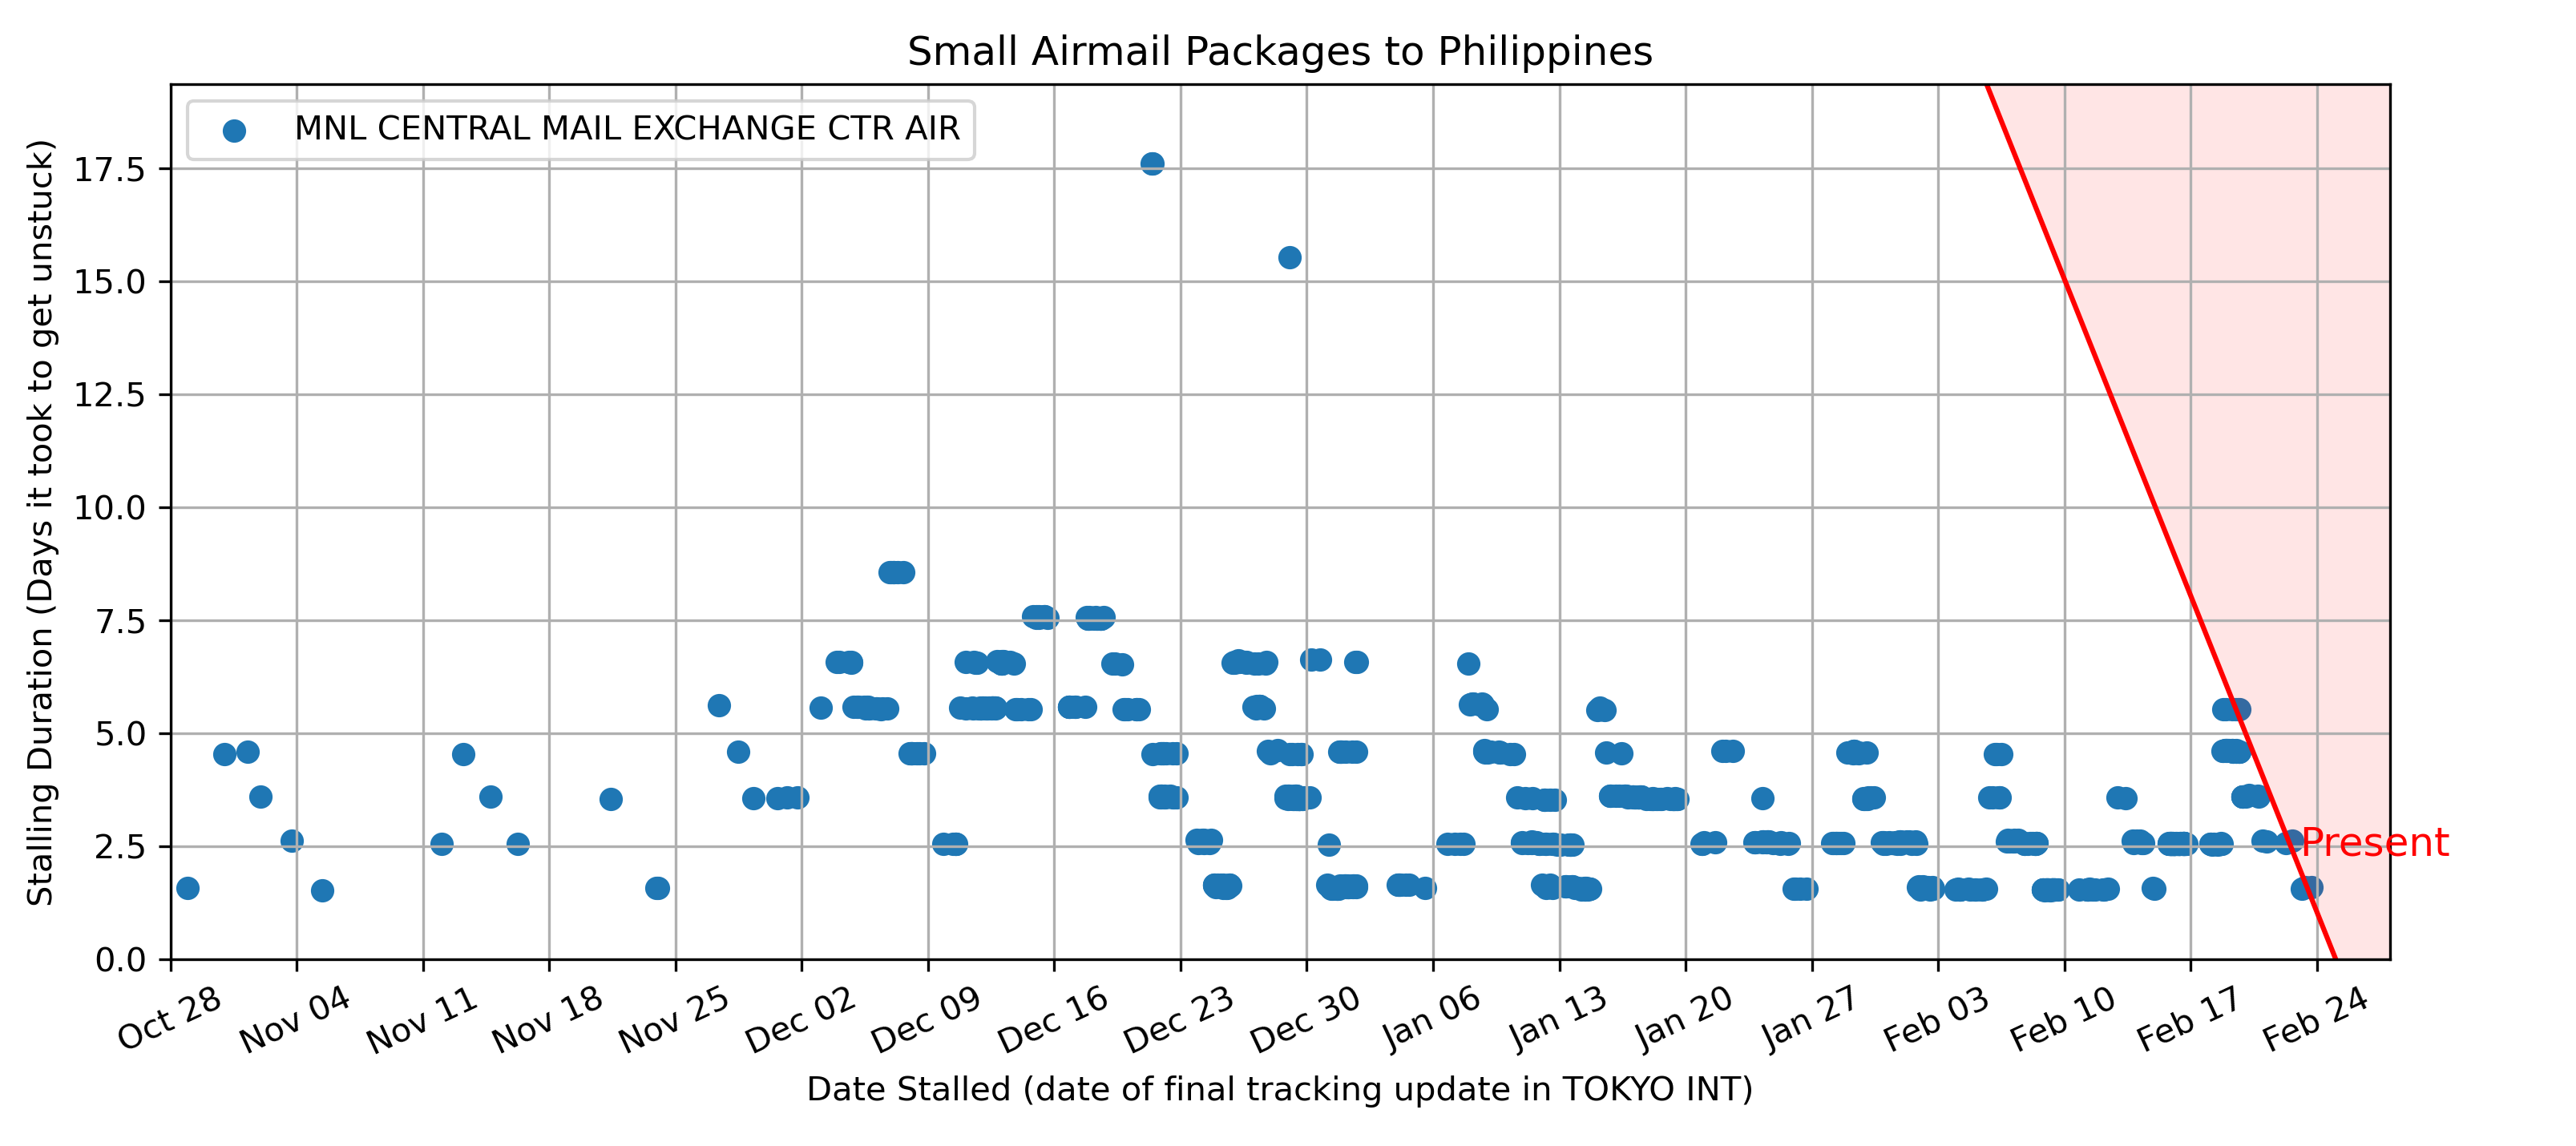 Small Airmail Packages to Philippines
MNL CENTRAL MAIL EXCHANGE CTR AIR
Stalling Duration (Days it took to get unstuck)
17.5
15.0
12.5
10.0
7.5
5.0
2.5
0.0
Present
Oct 28 Nov 04 Nov 11 Nov 18 Nov 25 Dec 02 Dec 09 Dec 16 Dec 23 Dec 30 Jan 06 Jan 13 Jan 20 Jan 27 Feb 03 Feb 10 Feb 17 Feb 24
Date Stalled (date of final tracking update in TOKYO INT)